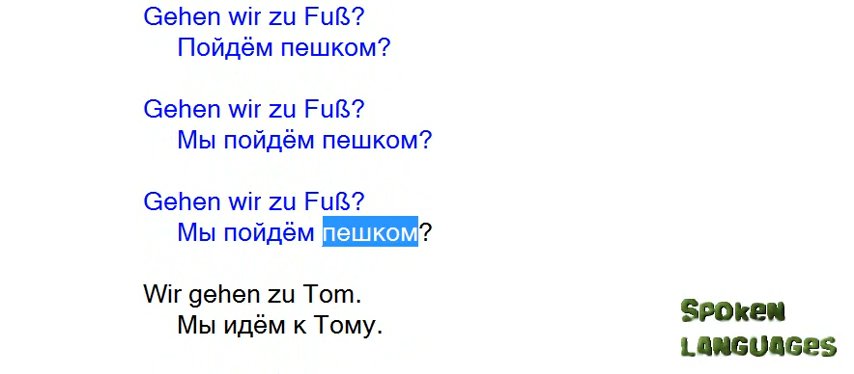 Gehen wir zu Fuß?
Пойдём пешком?
Gehen wir zu Fuß?
Мы пойдём пешком?
Gehen wir zu Fuß?
Мы пойдём пешком?
Wir gehen zu Tom.
Мы идём к Тому.
SPOKEN
LANGUAGES